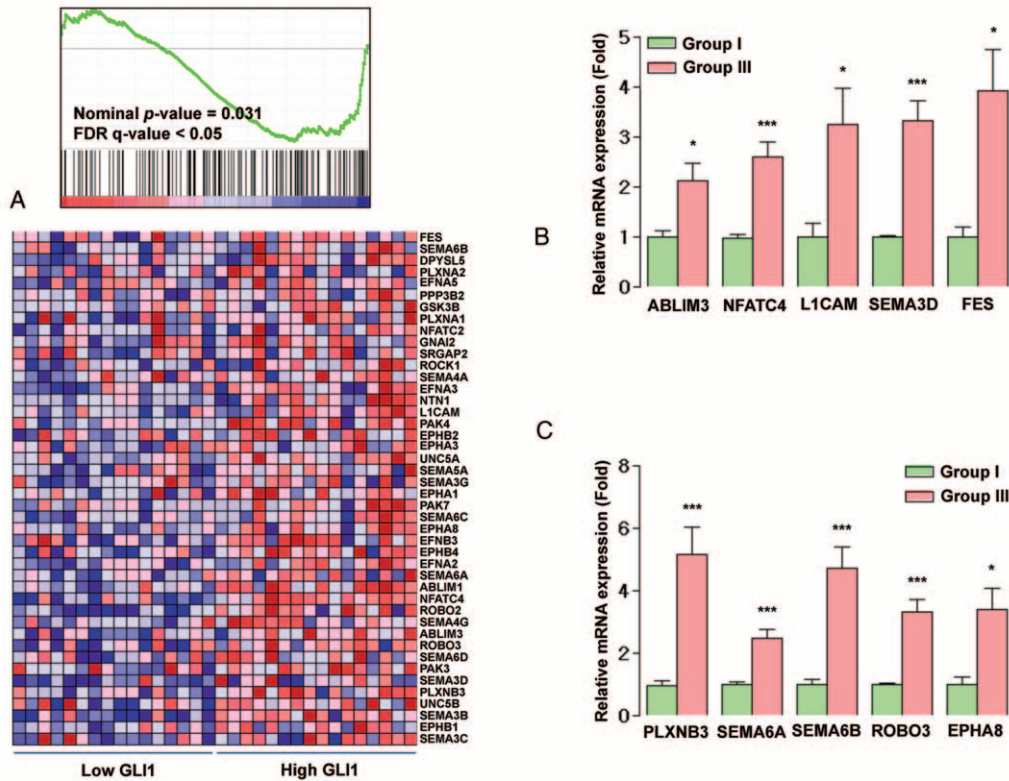 Nominal p-value = 0.031
FDR q-value < 0.05
A
FES
SEMA6B
DPYSL5
PLXNA2
EFNA5
PPP3B2
GSK3B
PLXNA1
NFATC2
GNAI2
SRGAP2
ROCK1
SEMA4A
EFNA3
NTN1
L1CAM
PAK4
EPHB2
EPHA3
UNC5A
SEMA5A
SEMA3G
EPHA1
PAK7
SEMA6C
EPHA8
EFNB3
EPHB4
EFNA2
SEMA6A
ABLIM1
NFATC4
ROBO2
SEMA4G
ABLIM3
ROBO3
SEMA6D
PAK3
SEMA3D
PLXNB3
UNC5B
SEMA3B
EPHB1
SEMA3C
Low GLI1 High GLI1
B
Relative mRNA expression (Fold)
5
4
3
2
1
0
Group I
Group III
* *** * *** *
ABLIM3 NFATC4 L1CAM SEMA3D FES
C
Relative mRNA expression (Fold)
8
6
4
2
0
Group I
Group III
*** *** *** *** *
PLXNB3 SEMA6A SEMA6B ROBO3 EPHA8